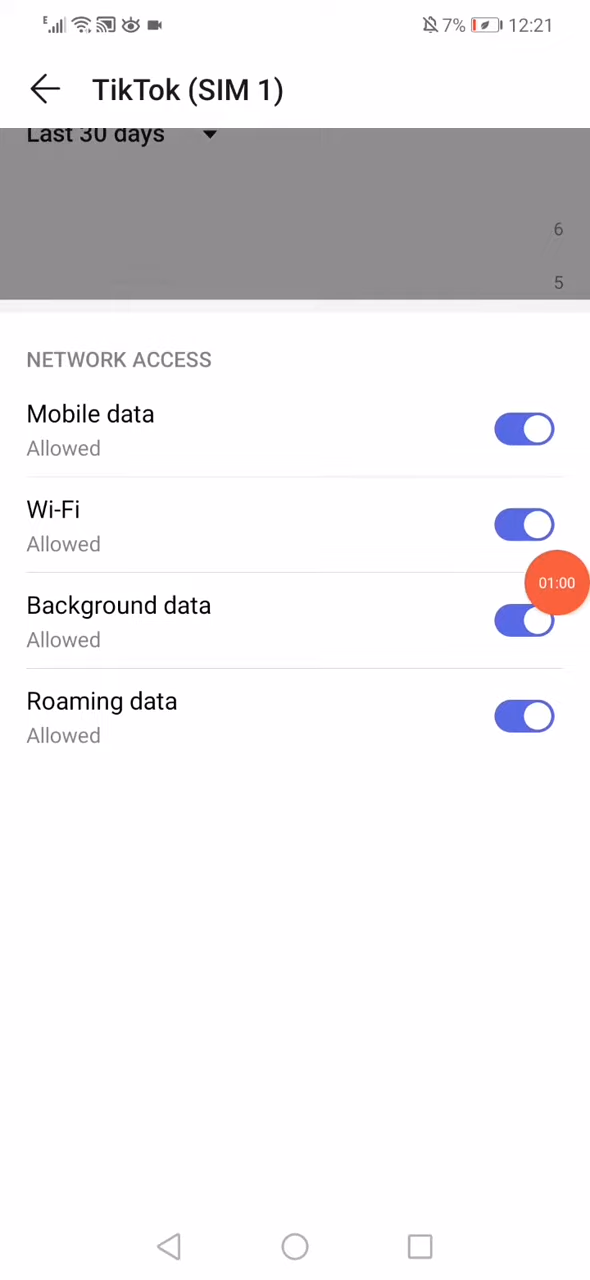 E 7% 12:21
TikTok (SIM 1)
Last 30 days
6
5
NETWORK ACCESS
Mobile data
Allowed
Wi-Fi
Allowed
01:00
Background data
Allowed
Roaming data
Allowed